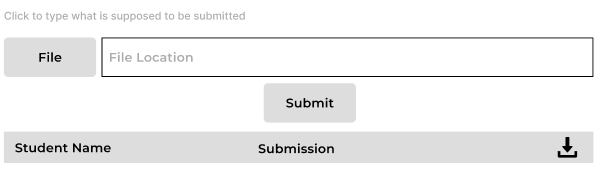 Click to type what is supposed to be submitted
File File Location
Submit
Student Name Submission